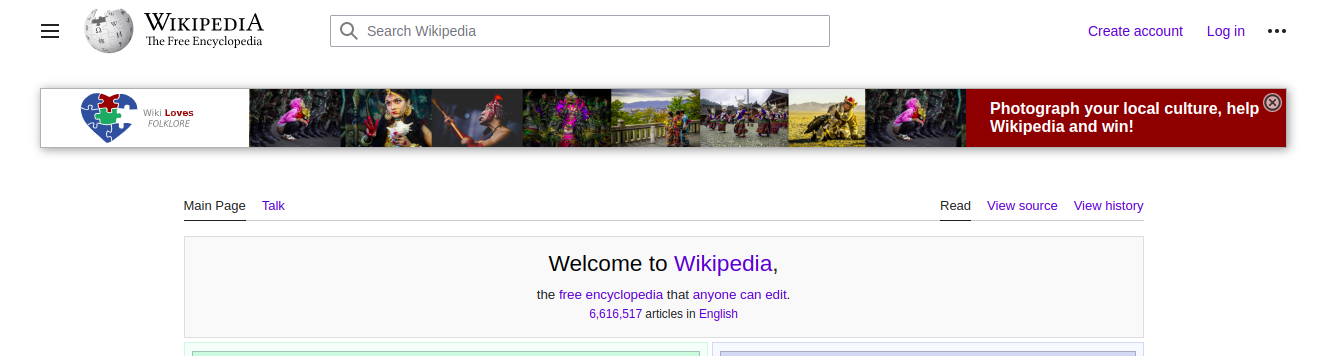 WIKIPEDIA
The Free Encyclopedia
Search Wikipedia
Create account
Log in
Wiki Loves
FOLKLORE
Photograph your local culture, help
Wikipedia and win!
Main Page
Talk
Read
View source
View history
Welcome to Wikipedia,
the free encyclopedia that anyone can edit.
6,616,517 articles in English